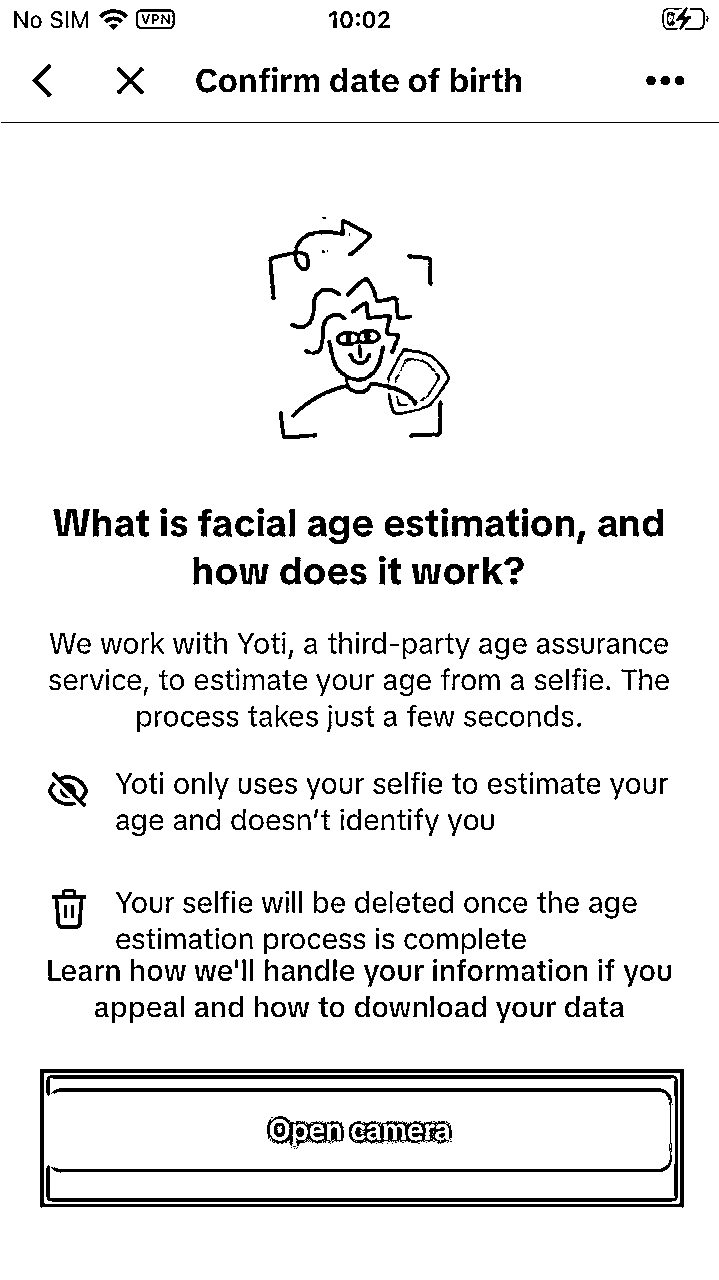 No SIM VPN 10:02
Confirm date of birth
What is facial age estimation, and
how does it work?
We work with Yoti, a third-party age assurance
service, to estimate your age from a selfie. The
process takes just a few seconds.
Yoti only uses your selfie to estimate your
age and doesn't identify you
Your selfie will be deleted once the age
estimation process is complete
Learn how we'll handle your information if you
appeal and how to download your data
Open camera